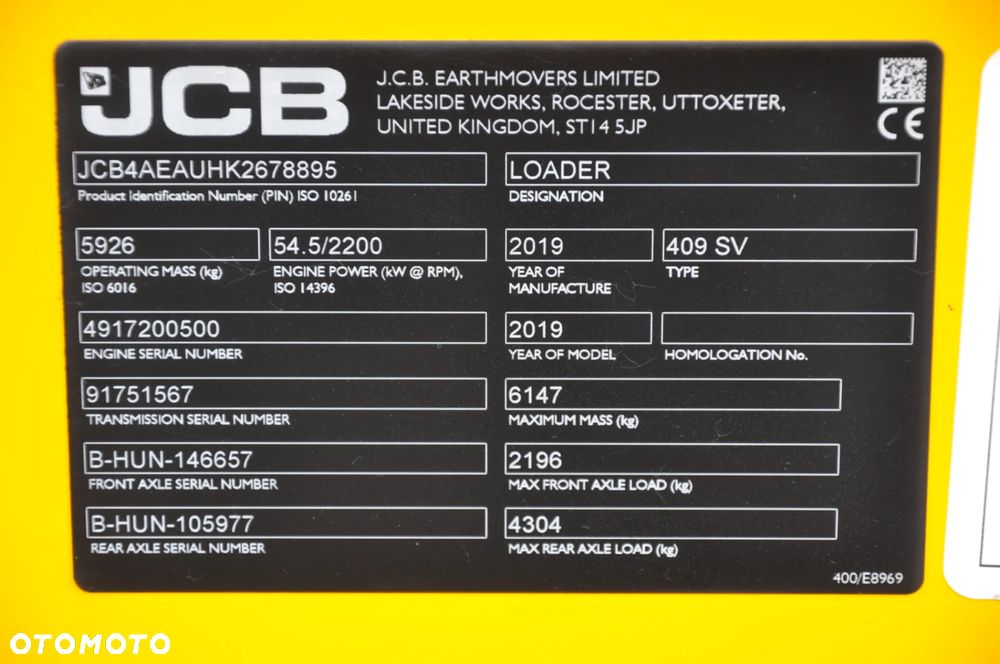 JCB
J.C.B. EARTHMOVERS LIMITED
LAKESIDE WORKS, ROCESTER, UTTOXETER,
UNITED KINGDOM, ST14 5JP
CE
JCB4AEAUHK2678895
Product Identification Number (PIN) ISO 10261
LOADER
DESIGNATION
5926
OPERATING MASS (kg)
ISO 6016
54.5/2200
ENGINE POWER (kW @ RPM),
ISO 14396
2019
YEAR OF
MANUFACTURE
409 SV
TYPE
4917200500
ENGINE SERIAL NUMBER
2019
YEAR OF MODEL
HOMOLOGATION No.
91751567
TRANSMISSION SERIAL NUMBER
6147
MAXIMUM MASS (kg)
B-HUN-146657
FRONT AXLE SERIAL NUMBER
2196
MAX FRONT AXLE LOAD (kg)
B-HUN-105977
REAR AXLE SERIAL NUMBER
4304
MAX REAR AXLE LOAD (kg)
400/E8969
OTOMOTO